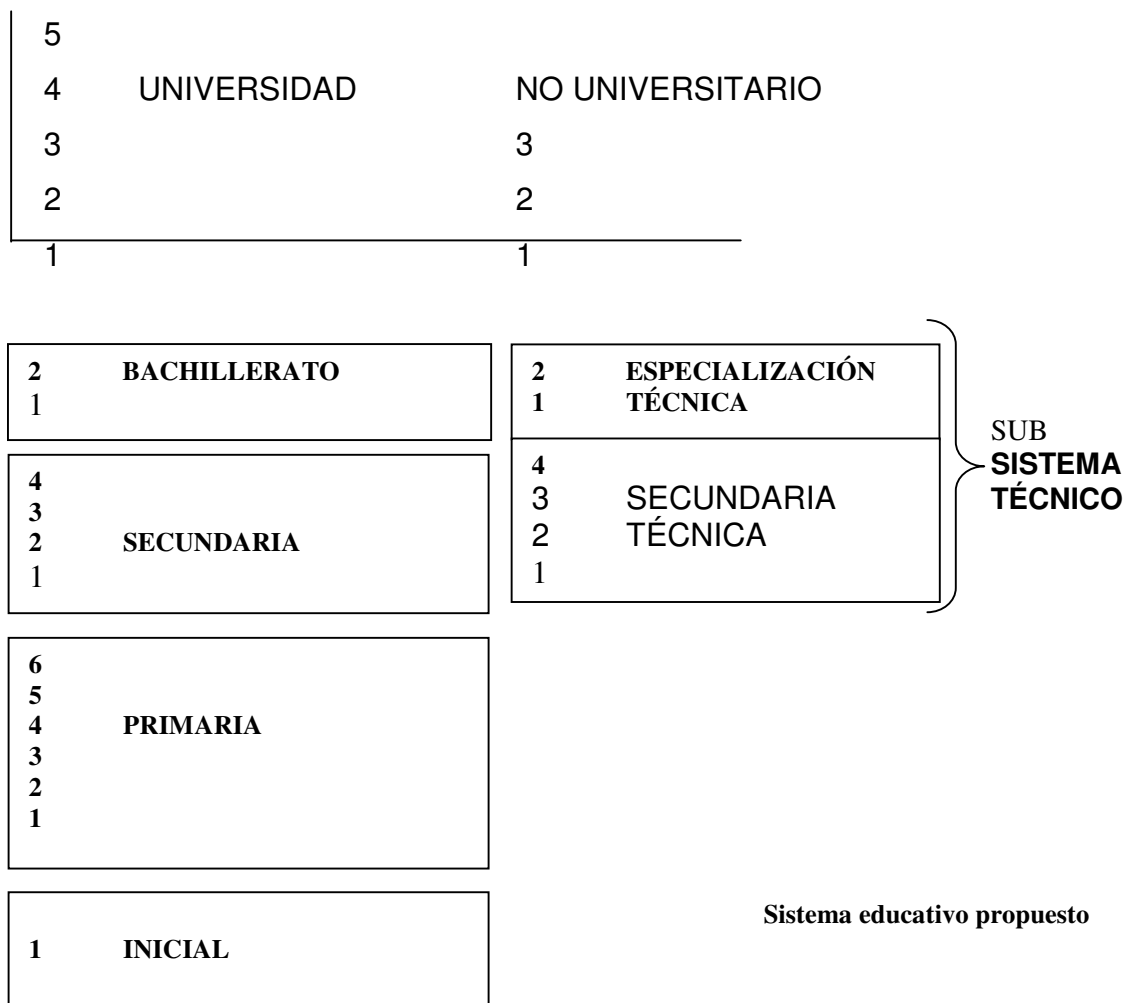 5
4 UNIVERSIDAD NO UNIVERSITARIO
3 3
2 2
1 1
2 BACHILLERATO
1
2 ESPECIALIZACIÓN
1 TÉCNICA
4
3
2 SECUNDARIA
1
4
3 SECUNDARIA
2 TÉCNICA
1
SUB
SISTEMA
TÉCNICO
6
5
4 PRIMARIA
3
2
1
1 INICIAL
Sistema educativo propuesto